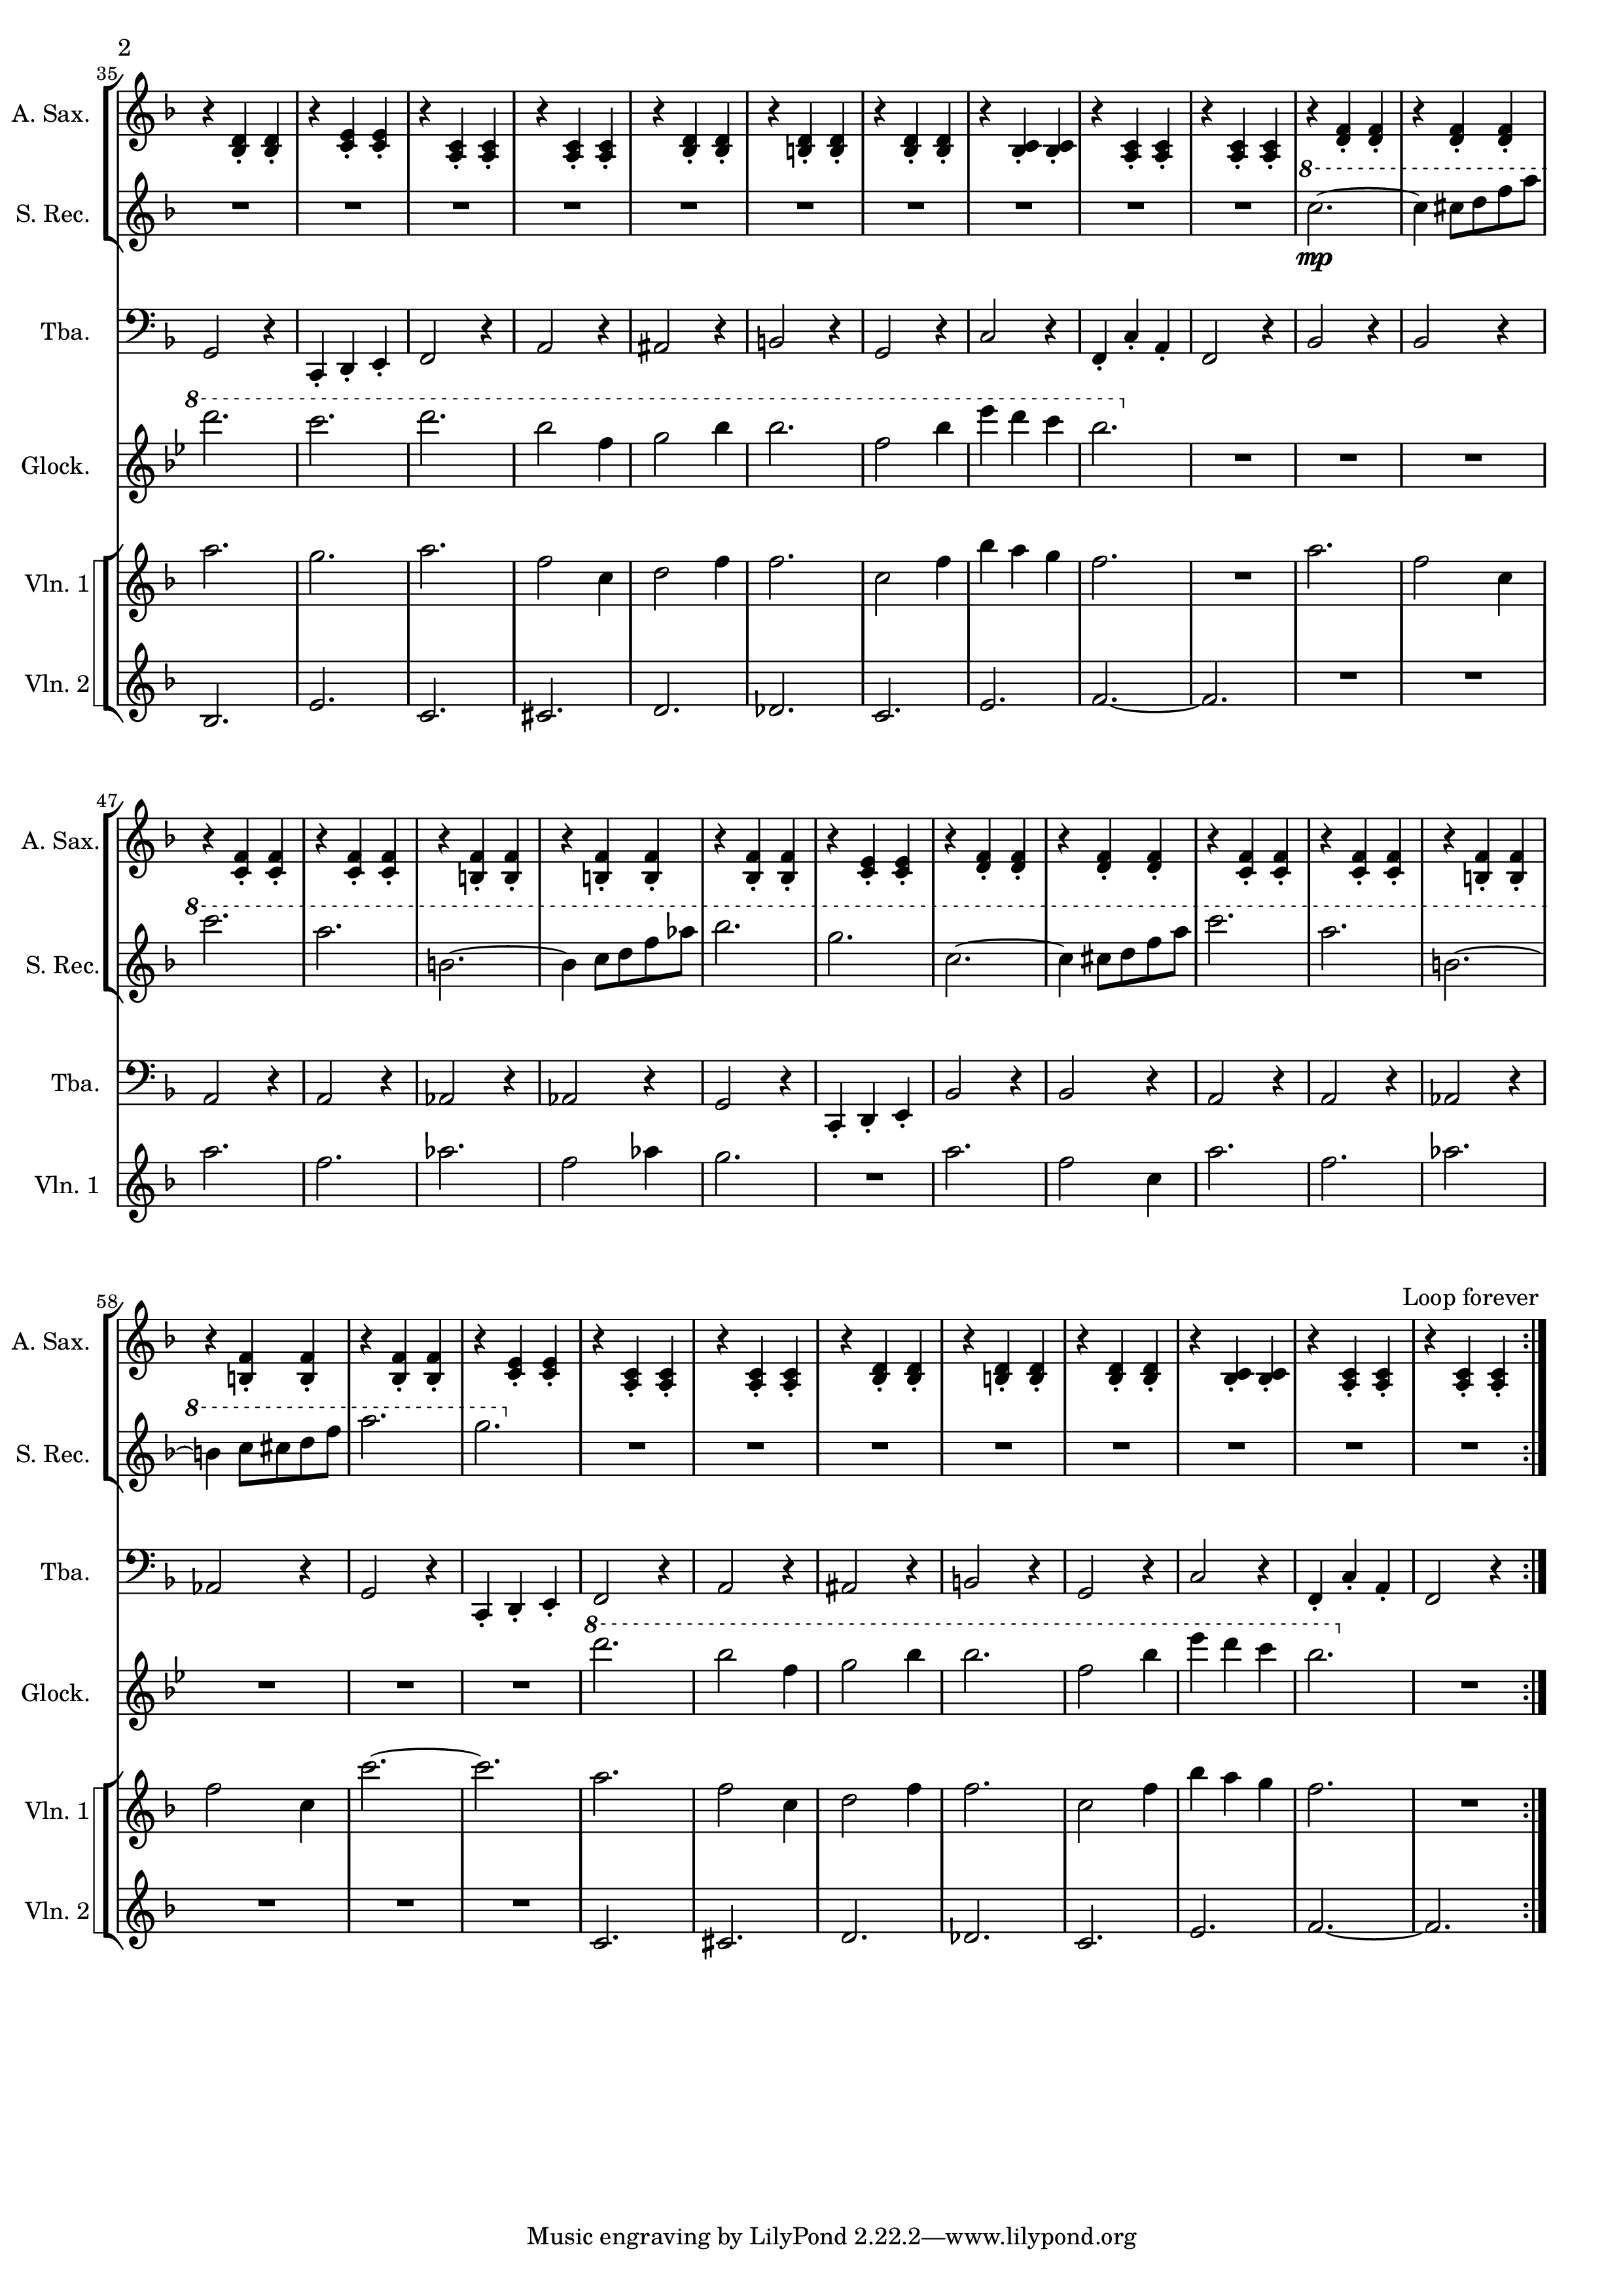 2
35
A. Sax.
8
S. Rec.
mp
Tba.
8
Glock.
Vln. 1
Vln. 2
47
A. Sax.
8
S. Rec.
Tba.
Vln. 1
Loop forever
58
A. Sax.
8
S. Rec.
Tba.
8
Glock.
Vln. 1
Vln. 2
Music engraving by LilyPond 2.22.2—www.lilypond.org